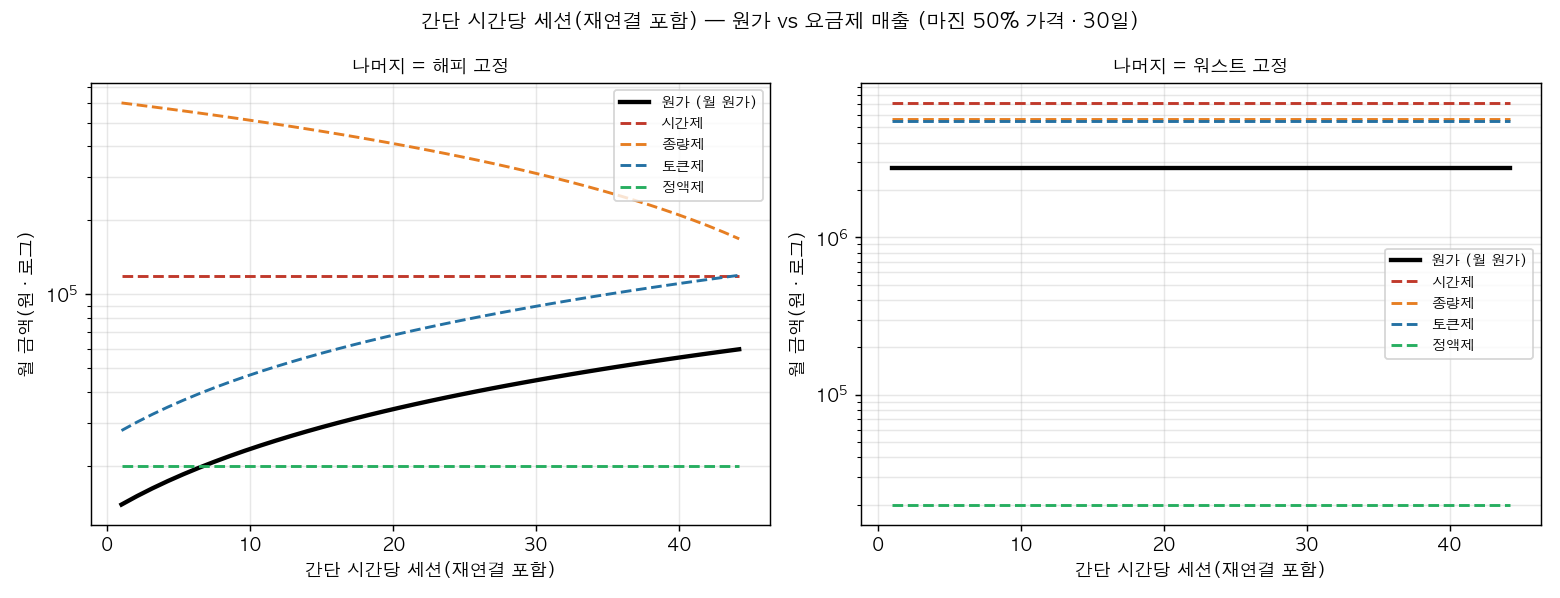 간단 시간당 세션(재연결 포함) — 원가 vs 요금제 매출 (마진 50% 가격 · 30일)
나머지 = 해피 고정
원가 (월 원가)
시간제
종량제
토큰제
정액제
월 금액(원 · 로그)
10⁵
0 10 20 30 40
간단 시간당 세션(재연결 포함)
나머지 = 워스트 고정
원가 (월 원가)
시간제
종량제
토큰제
정액제
월 금액(원 · 로그)
10⁶
10⁵
0 10 20 30 40
간단 시간당 세션(재연결 포함)